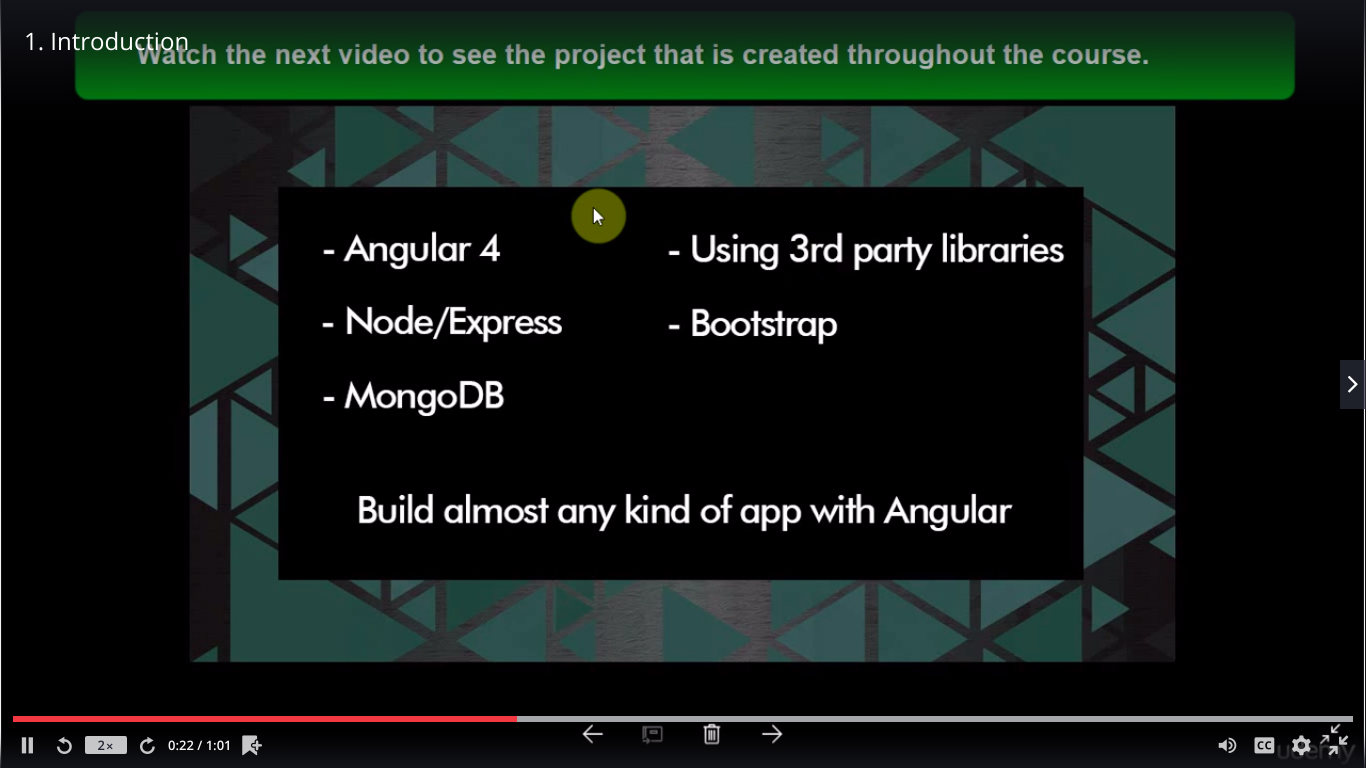 1. Introduction
Watch the next video to see the project that is created throughout the course.
- Angular 4
- Using 3rd party libraries
- Node/Express
- Bootstrap
- MongoDB
Build almost any kind of app with Angular
2×
0:22 / 1:01
CC
udemy